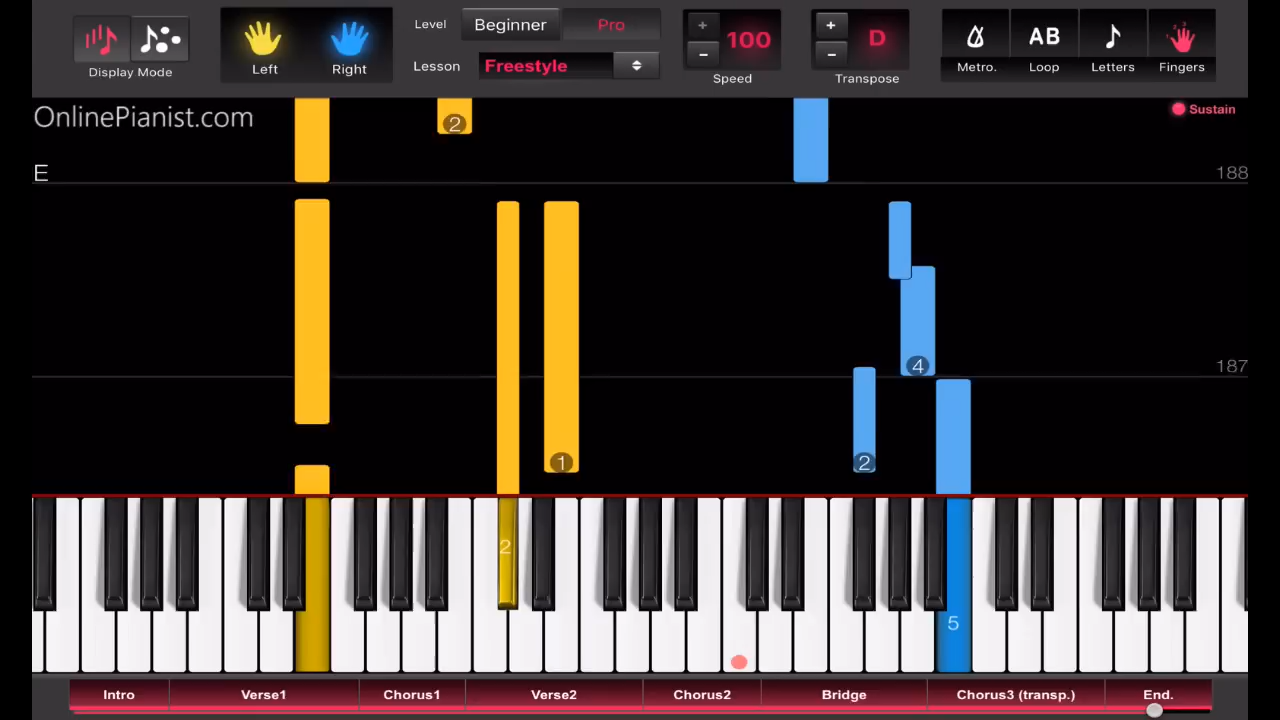 Display Mode
Left
Right
Level
Beginner
Pro
Lesson
Freestyle
+
-
100
Speed
+
-
D
Transpose
Metro.
AB
Loop
Letters
Fingers
OnlinePianist.com
Sustain
2
E
188
187
4
1
2
2
5
Intro
Verse1
Chorus1
Verse2
Chorus2
Bridge
Chorus3 (transp.)
End.